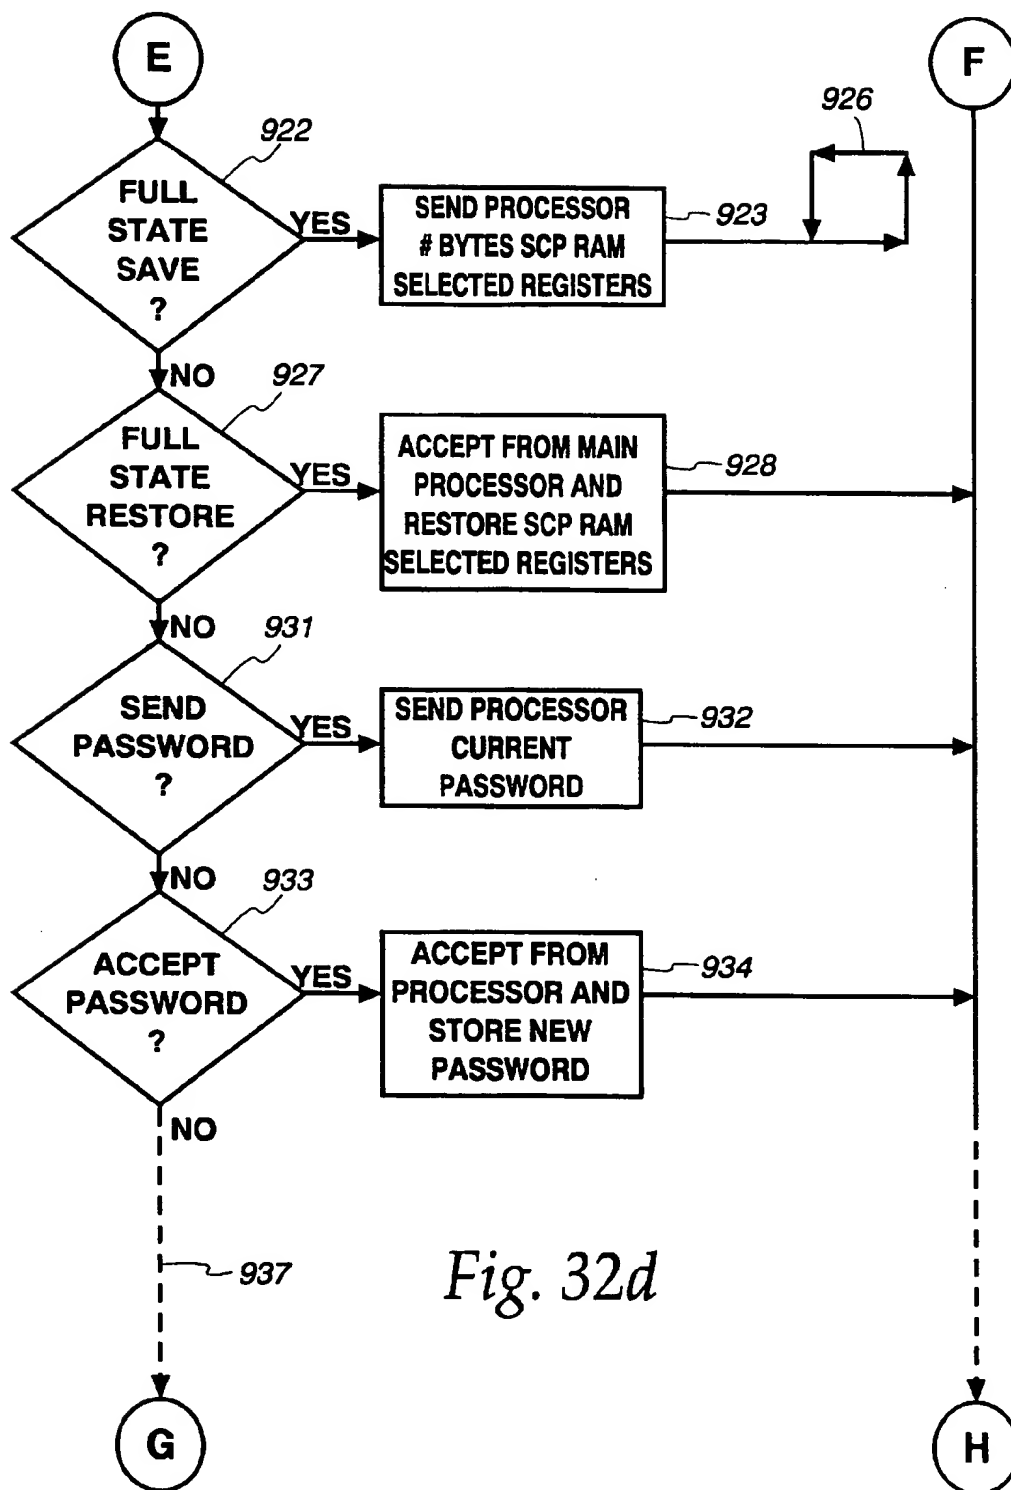 E
F
922
926
FULL
STATE
SAVE
?
YES
SEND PROCESSOR
# BYTES SCP RAM
SELECTED REGISTERS
923
NO
927
FULL
STATE
RESTORE
?
YES
ACCEPT FROM MAIN
PROCESSOR AND
RESTORE SCP RAM
SELECTED REGISTERS
928
NO
931
SEND
PASSWORD
?
YES
SEND PROCESSOR
CURRENT
PASSWORD
932
NO
933
ACCEPT
PASSWORD
?
YES
ACCEPT FROM
PROCESSOR AND
STORE NEW
PASSWORD
934
NO
937
Fig. 32d
G
H